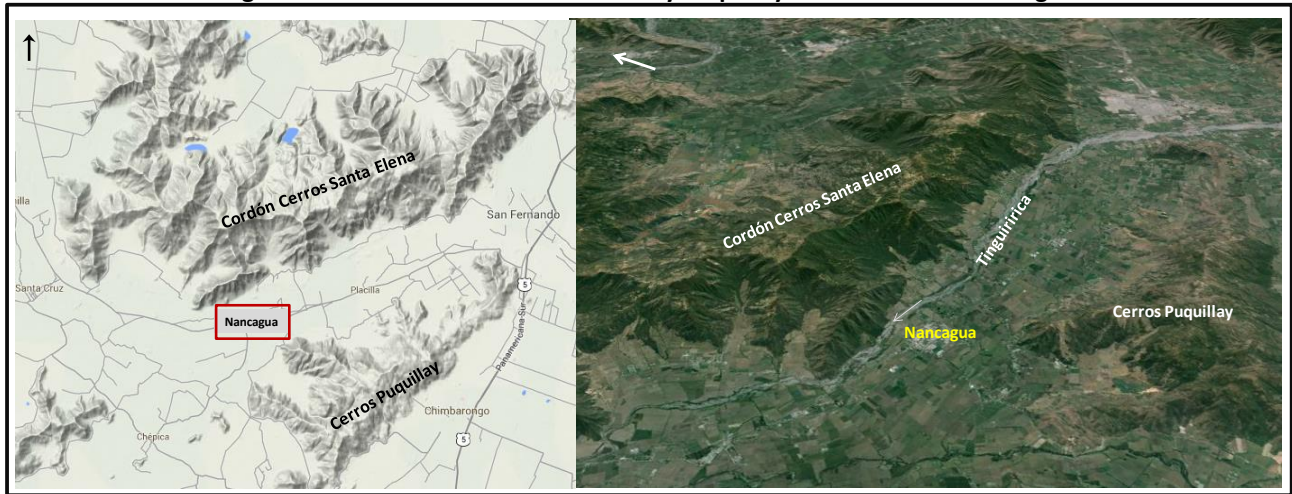 Cordón Cerros Santa Elena
San Fernando
illa
Santa Cruz
Placilla
5
Nancagua
Panamericana Sur
Cerros Puquillay
Chimbarongo
Chépica
5
Cordón Cerros Santa Elena
Tinguiririca
Cerros Puquillay
Nancagua